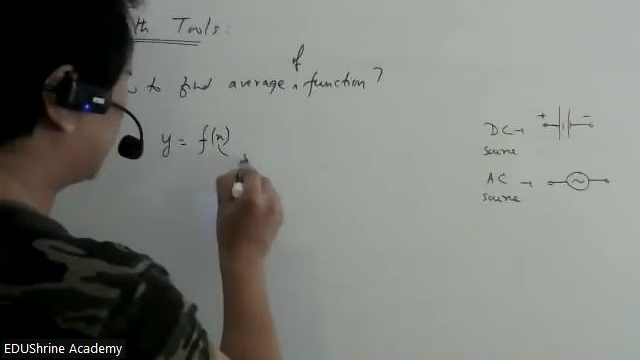 th Tools:
to find average of function?
y = f(x)
DC→ + -
source
AC → ~
source
EDUShrine Academy